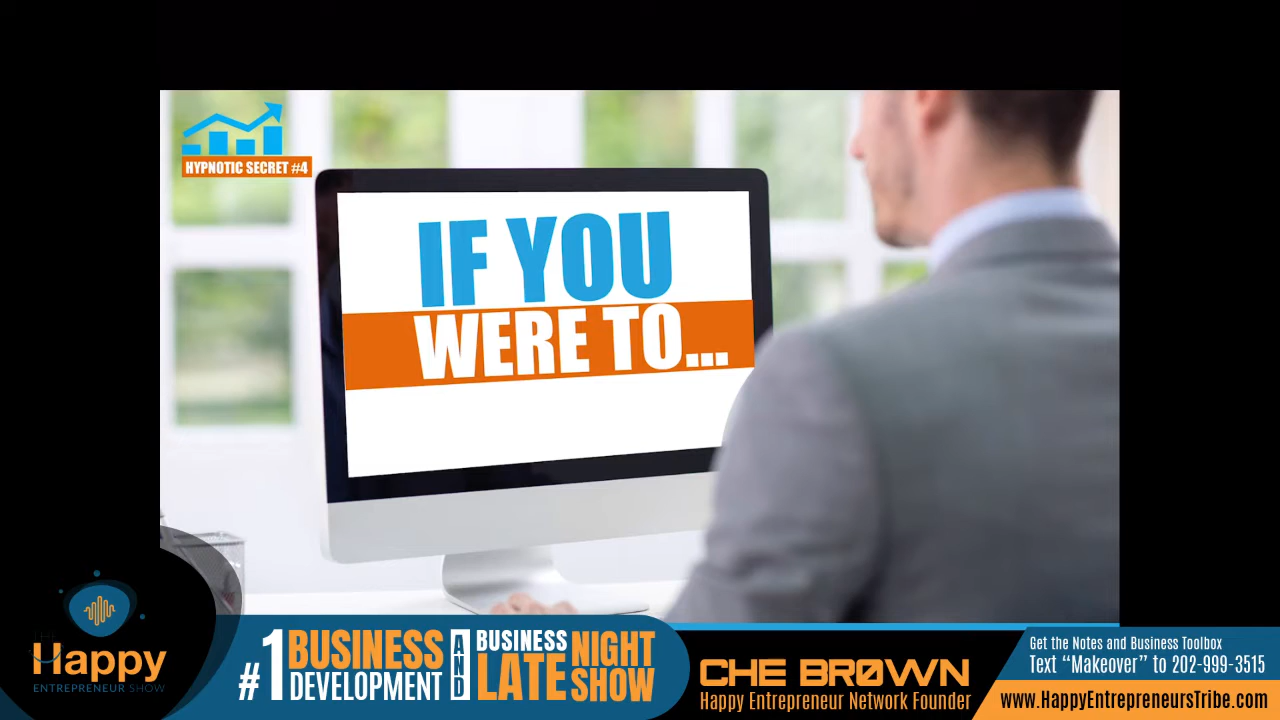 HYPNOTIC SECRET #4
IF YOU
WERE TO...
THE
Happy
ENTREPRENEUR SHOW
#1 BUSINESS DEVELOPMENT
AND
BUSINESS LATE NIGHT SHOW
CHE BRØWN
Happy Entrepreneur Network Founder
Get the Notes and Business Toolbox
Text “Makeover” to 202-999-3515
www.HappyEntrepreneursTribe.com